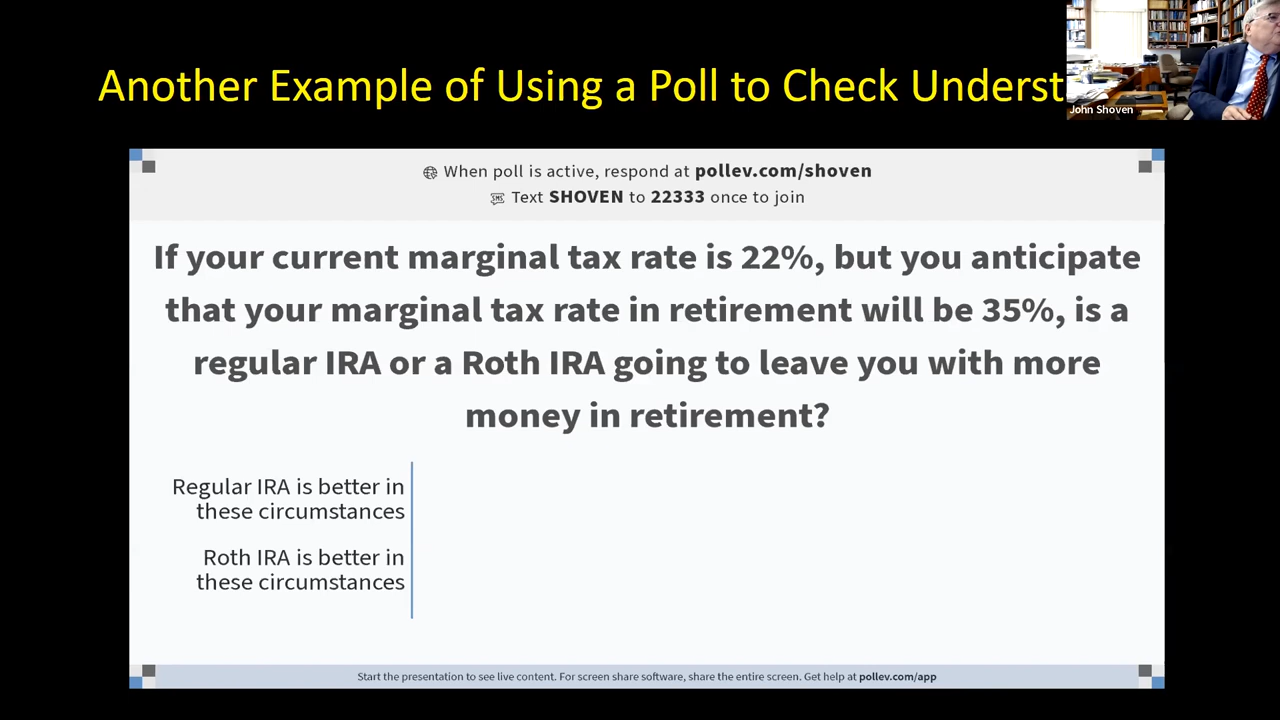 Another Example of Using a Poll to Check Underst
John Shoven
When poll is active, respond at pollev.com/shoven
Text SHOVEN to 22333 once to join
If your current marginal tax rate is 22%, but you anticipate
that your marginal tax rate in retirement will be 35%, is a
regular IRA or a Roth IRA going to leave you with more
money in retirement?
Regular IRA is better in
these circumstances
Roth IRA is better in
these circumstances
Start the presentation to see live content. For screen share software, share the entire screen. Get help at pollev.com/app